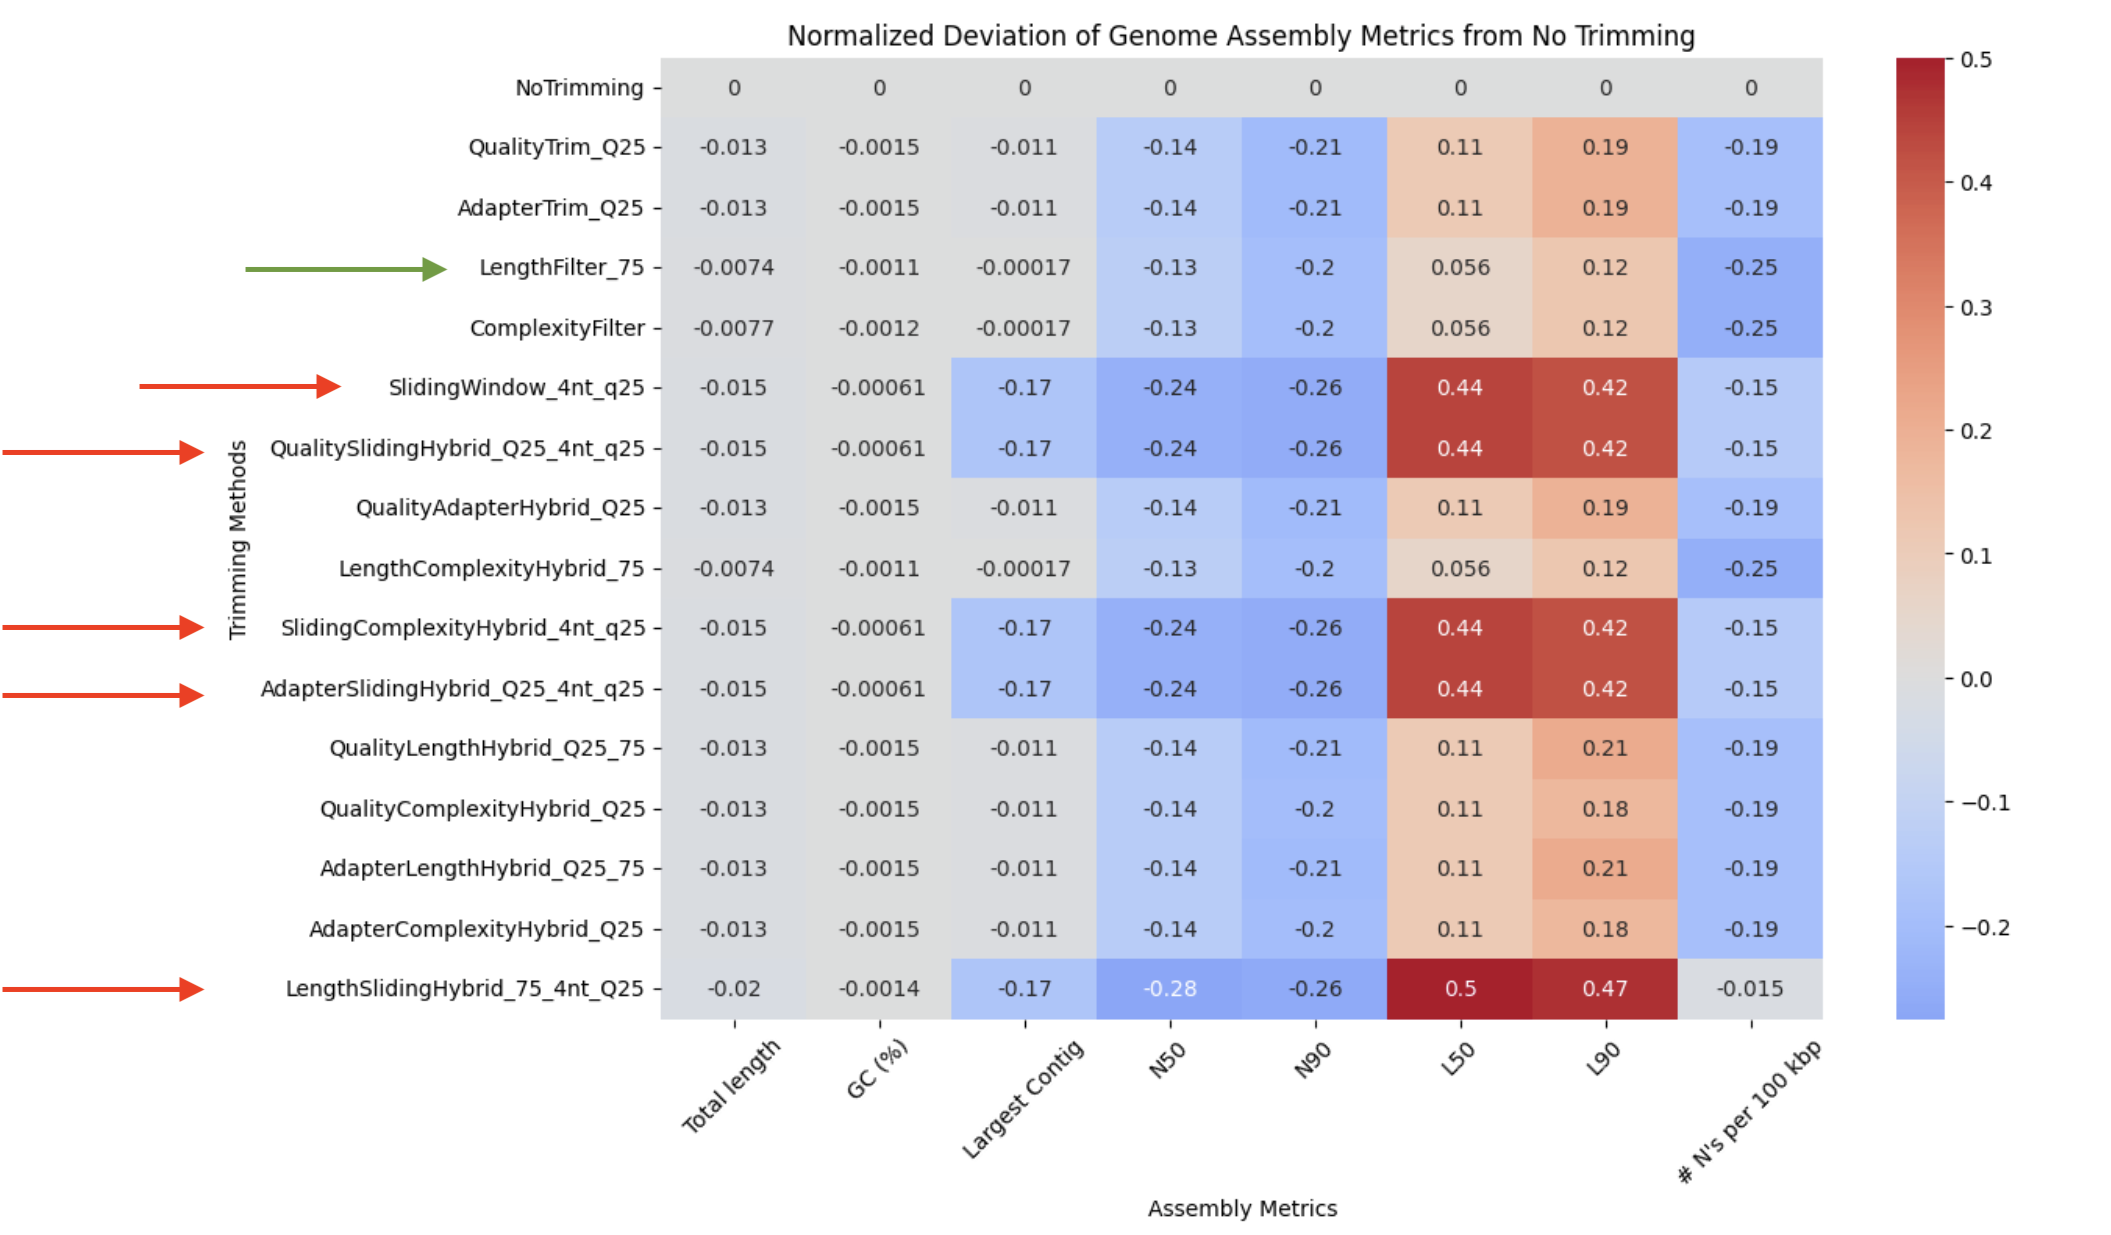 Normalized Deviation of Genome Assembly Metrics from No Trimming
NoTrimming 0 0 0 0 0 0 0 0
QualityTrim_Q25 -0.013 -0.0015 -0.011 -0.14 -0.21 0.11 0.19 -0.19
AdapterTrim_Q25 -0.013 -0.0015 -0.011 -0.14 -0.21 0.11 0.19 -0.19
LengthFilter_75 -0.0074 -0.0011 -0.00017 -0.13 -0.2 0.056 0.12 -0.25
ComplexityFilter -0.0077 -0.0012 -0.00017 -0.13 -0.2 0.056 0.12 -0.25
SlidingWindow_4nt_q25 -0.015 -0.00061 -0.17 -0.24 -0.26 0.44 0.42 -0.15
QualitySlidingHybrid_Q25_4nt_q25 -0.015 -0.00061 -0.17 -0.24 -0.26 0.44 0.42 -0.15
QualityAdapterHybrid_Q25 -0.013 -0.0015 -0.011 -0.14 -0.21 0.11 0.19 -0.19
LengthComplexityHybrid_75 -0.0074 -0.0011 -0.00017 -0.13 -0.2 0.056 0.12 -0.25
SlidingComplexityHybrid_4nt_q25 -0.015 -0.00061 -0.17 -0.24 -0.26 0.44 0.42 -0.15
AdapterSlidingHybrid_Q25_4nt_q25 -0.015 -0.00061 -0.17 -0.24 -0.26 0.44 0.42 -0.15
QualityLengthHybrid_Q25_75 -0.013 -0.0015 -0.011 -0.14 -0.21 0.11 0.21 -0.19
QualityComplexityHybrid_Q25 -0.013 -0.0015 -0.011 -0.14 -0.2 0.11 0.18 -0.19
AdapterLengthHybrid_Q25_75 -0.013 -0.0015 -0.011 -0.14 -0.21 0.11 0.21 -0.19
AdapterComplexityHybrid_Q25 -0.013 -0.0015 -0.011 -0.14 -0.2 0.11 0.18 -0.19
LengthSlidingHybrid_75_4nt_Q25 -0.02 -0.0014 -0.17 -0.28 -0.26 0.5 0.47 -0.015
Trimming Methods
Total length
GC (%)
Largest Contig
N50
N90
L50
L90
# N's per 100 kbp
Assembly Metrics
0.5
0.4
0.3
0.2
0.1
0.0
−0.1
−0.2